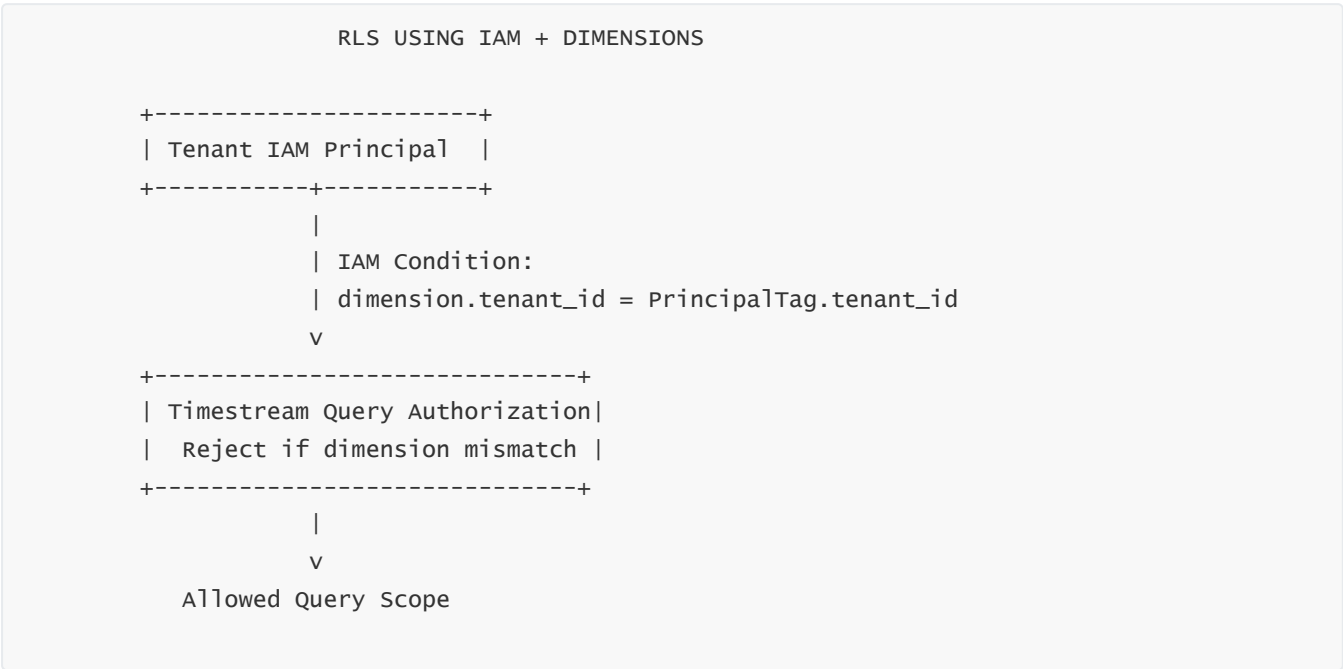 RLS USING IAM + DIMENSIONS

  +-----------------------+
  | Tenant IAM Principal  |
  +-----------+-----------+
              |
              | IAM Condition:
              | dimension.tenant_id = PrincipalTag.tenant_id
              v
  +------------------------------+
  | Timestream Query Authorization|
  |  Reject if dimension mismatch |
  +------------------------------+
              |
              v
     Allowed Query Scope